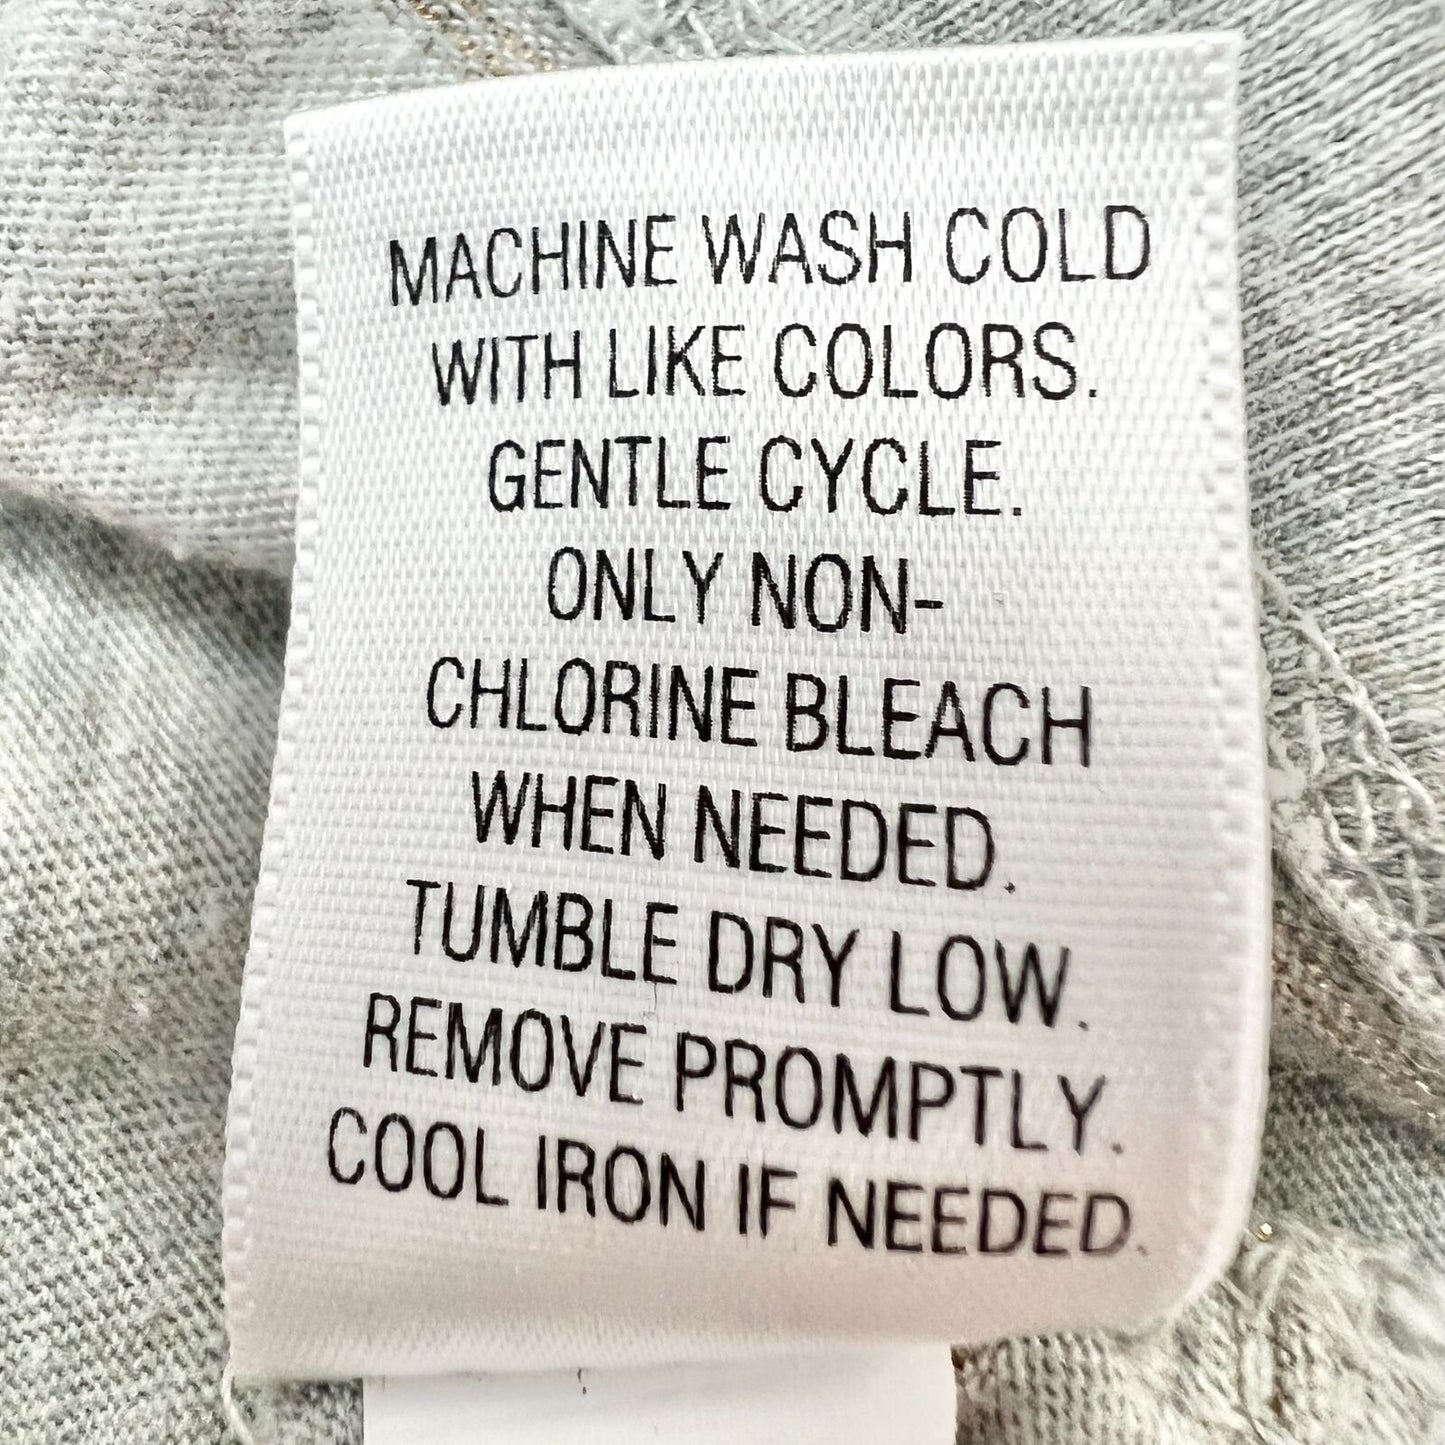 MACHINE WASH COLD
WITH LIKE COLORS.
GENTLE CYCLE.
ONLY NON-
CHLORINE BLEACH
WHEN NEEDED.
TUMBLE DRY LOW.
REMOVE PROMPTLY.
COOL IRON IF NEEDED.